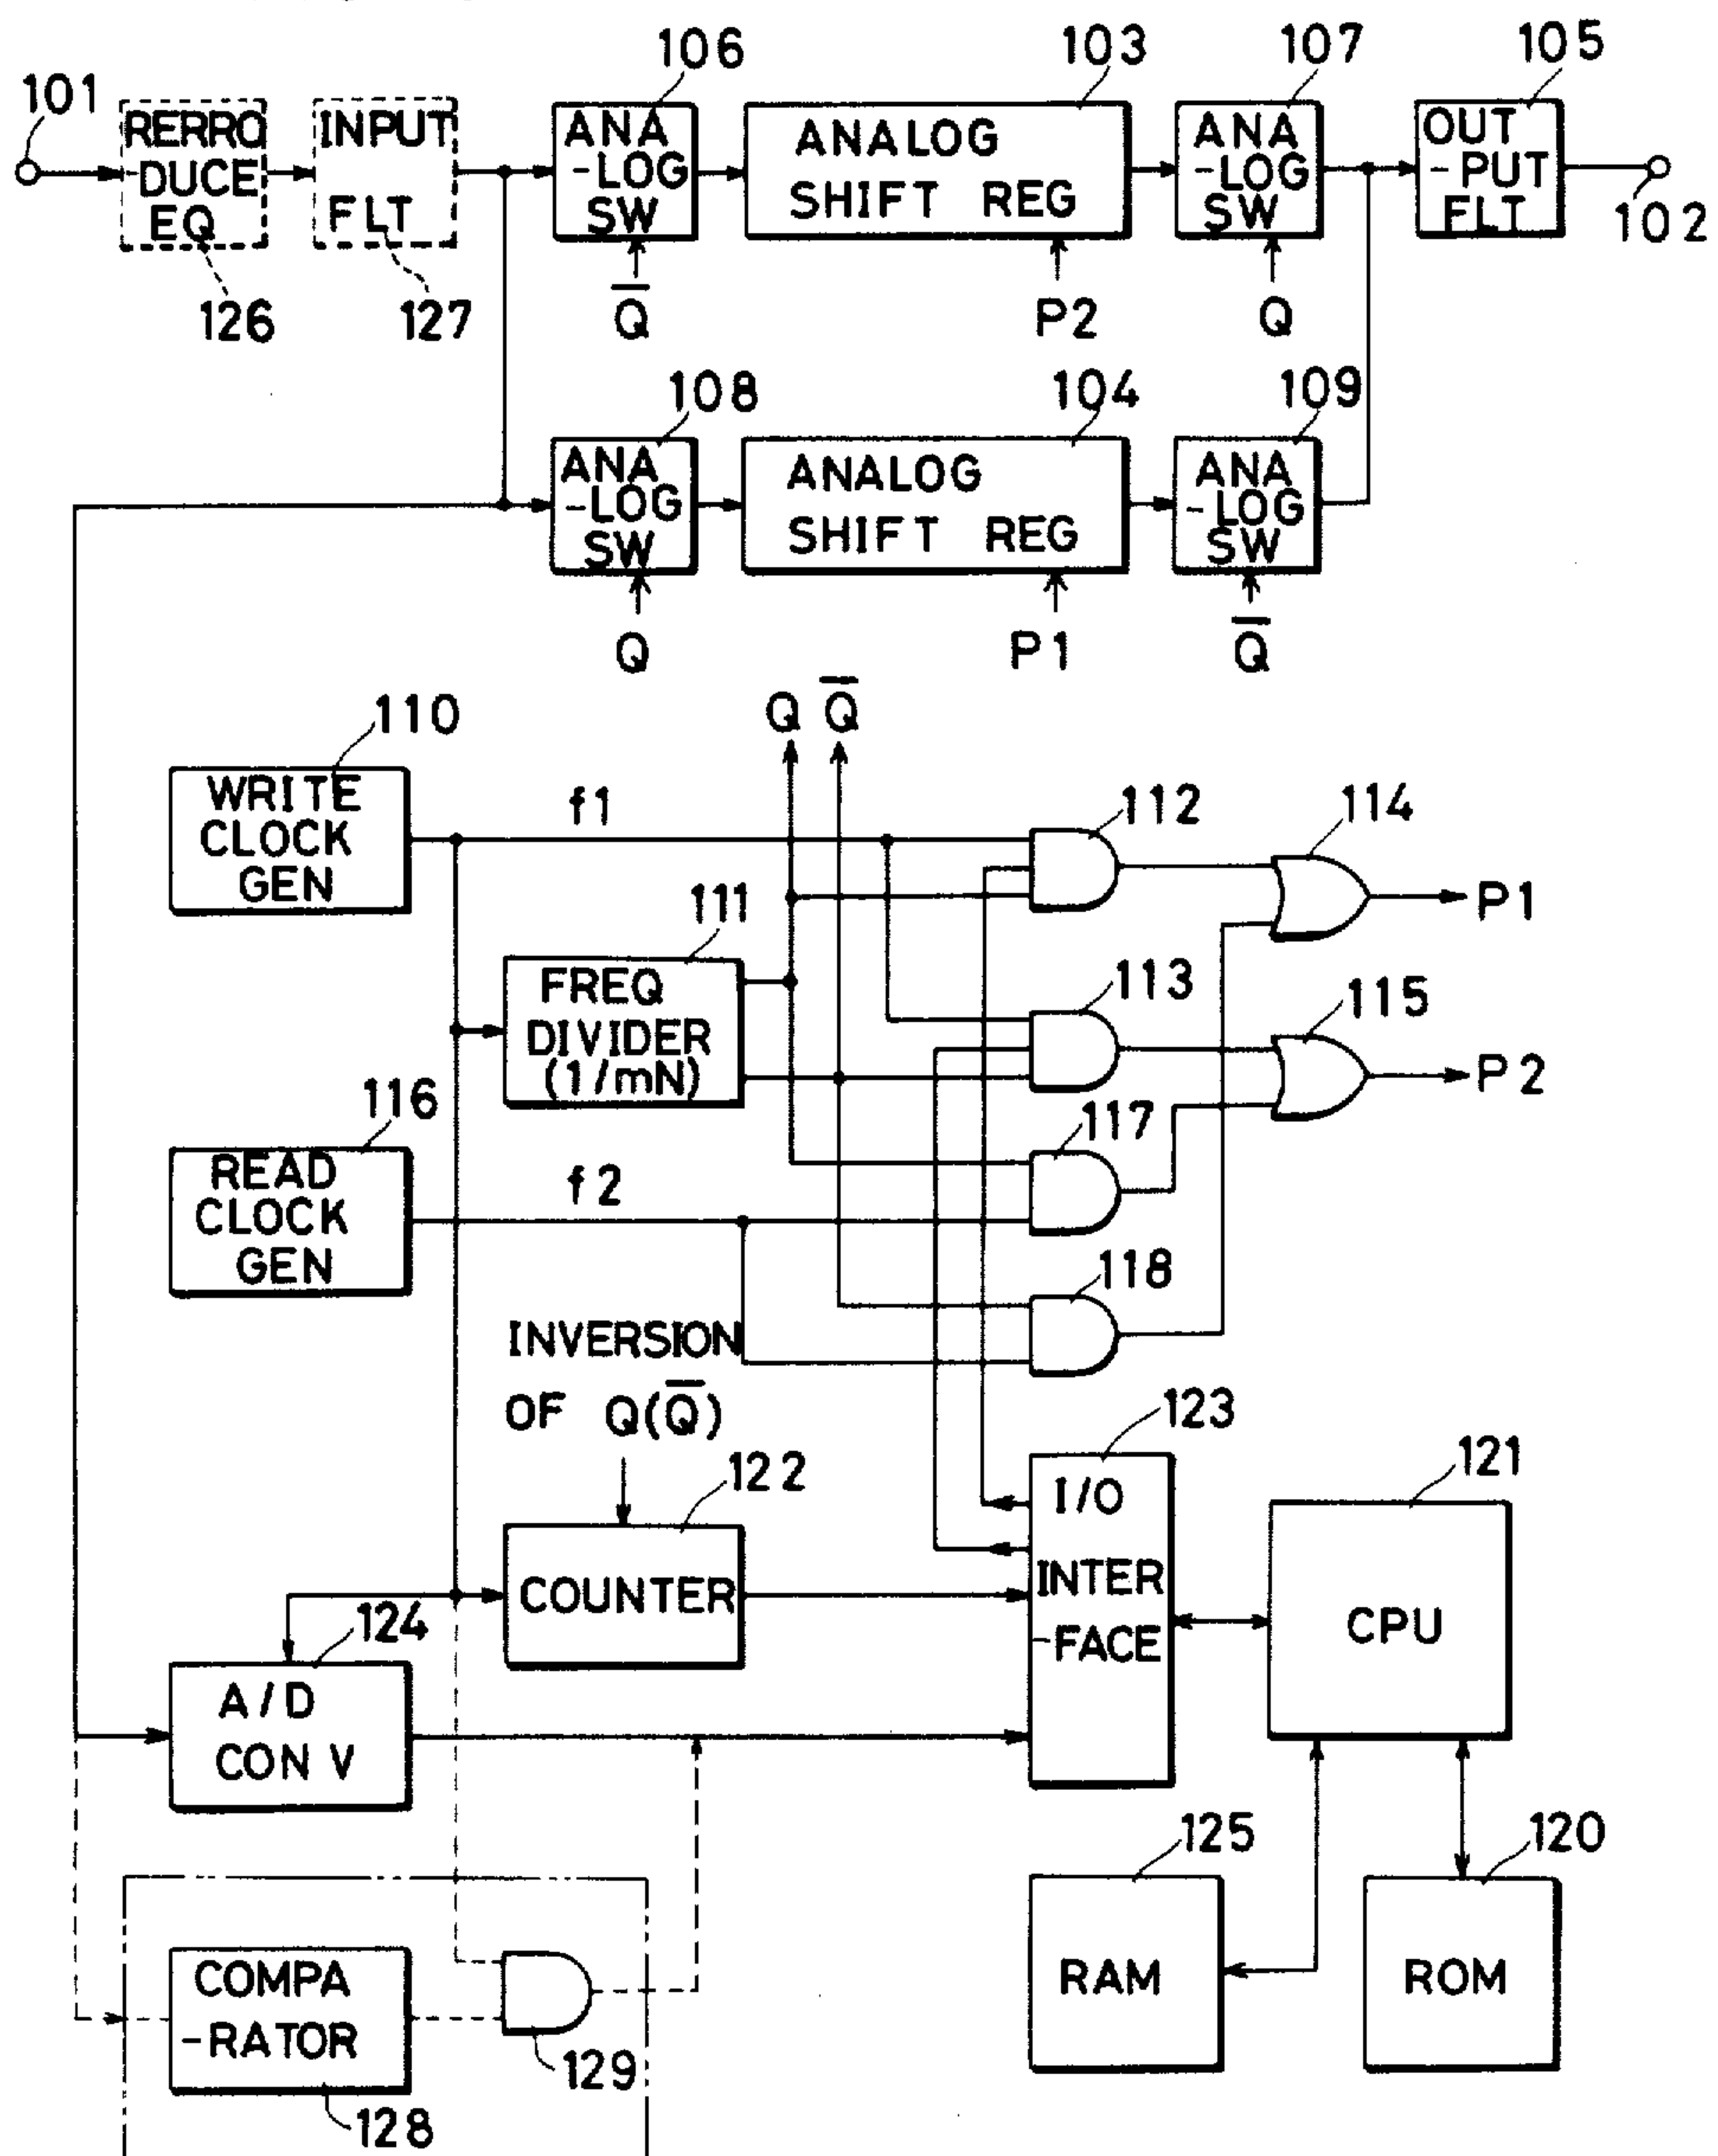 106
103
107
105
101
RERRO
-DUCE
EQ
INPUT
FLT
ANA
-LOG
SW
ANALOG
SHIFT REG
ANA
-LOG
SW
OUT
-PUT
FLT
102
126
127
Q̅
P2
Q
108
104
109
ANA
-LOG
SW
ANALOG
SHIFT REG
ANA
-LOG
SW
Q
P1
Q̅
Q Q̅
110
WRITE
CLOCK
GEN
f1
112
114
P1
111
FREQ
DIVIDER
(1/mN)
113
115
P2
116
READ
CLOCK
GEN
f2
117
118
INVERSION
OF Q(Q̅)
123
122
121
I/O
INTER
-FACE
COUNTER
CPU
124
A/D
CONV
125
120
RAM
ROM
COMPA
-RATOR
129
128